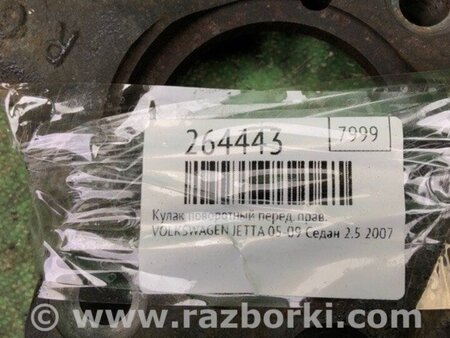 264443
7999
Кулак поворотный перед. прав.
VOLKSWAGEN JETTA 05-09 Седан 2.5 2007
www.razborki.com